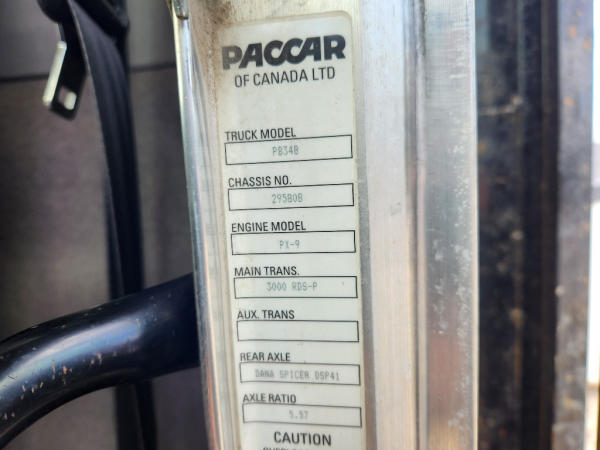 PACCAR
OF CANADA LTD
TRUCK MODEL
PB348
CHASSIS NO.
295808
ENGINE MODEL
PX-9
MAIN TRANS.
3000 RDS-P
AUX. TRANS
REAR AXLE
DANA SPICER DSP41
AXLE RATIO
5.57
CAUTION